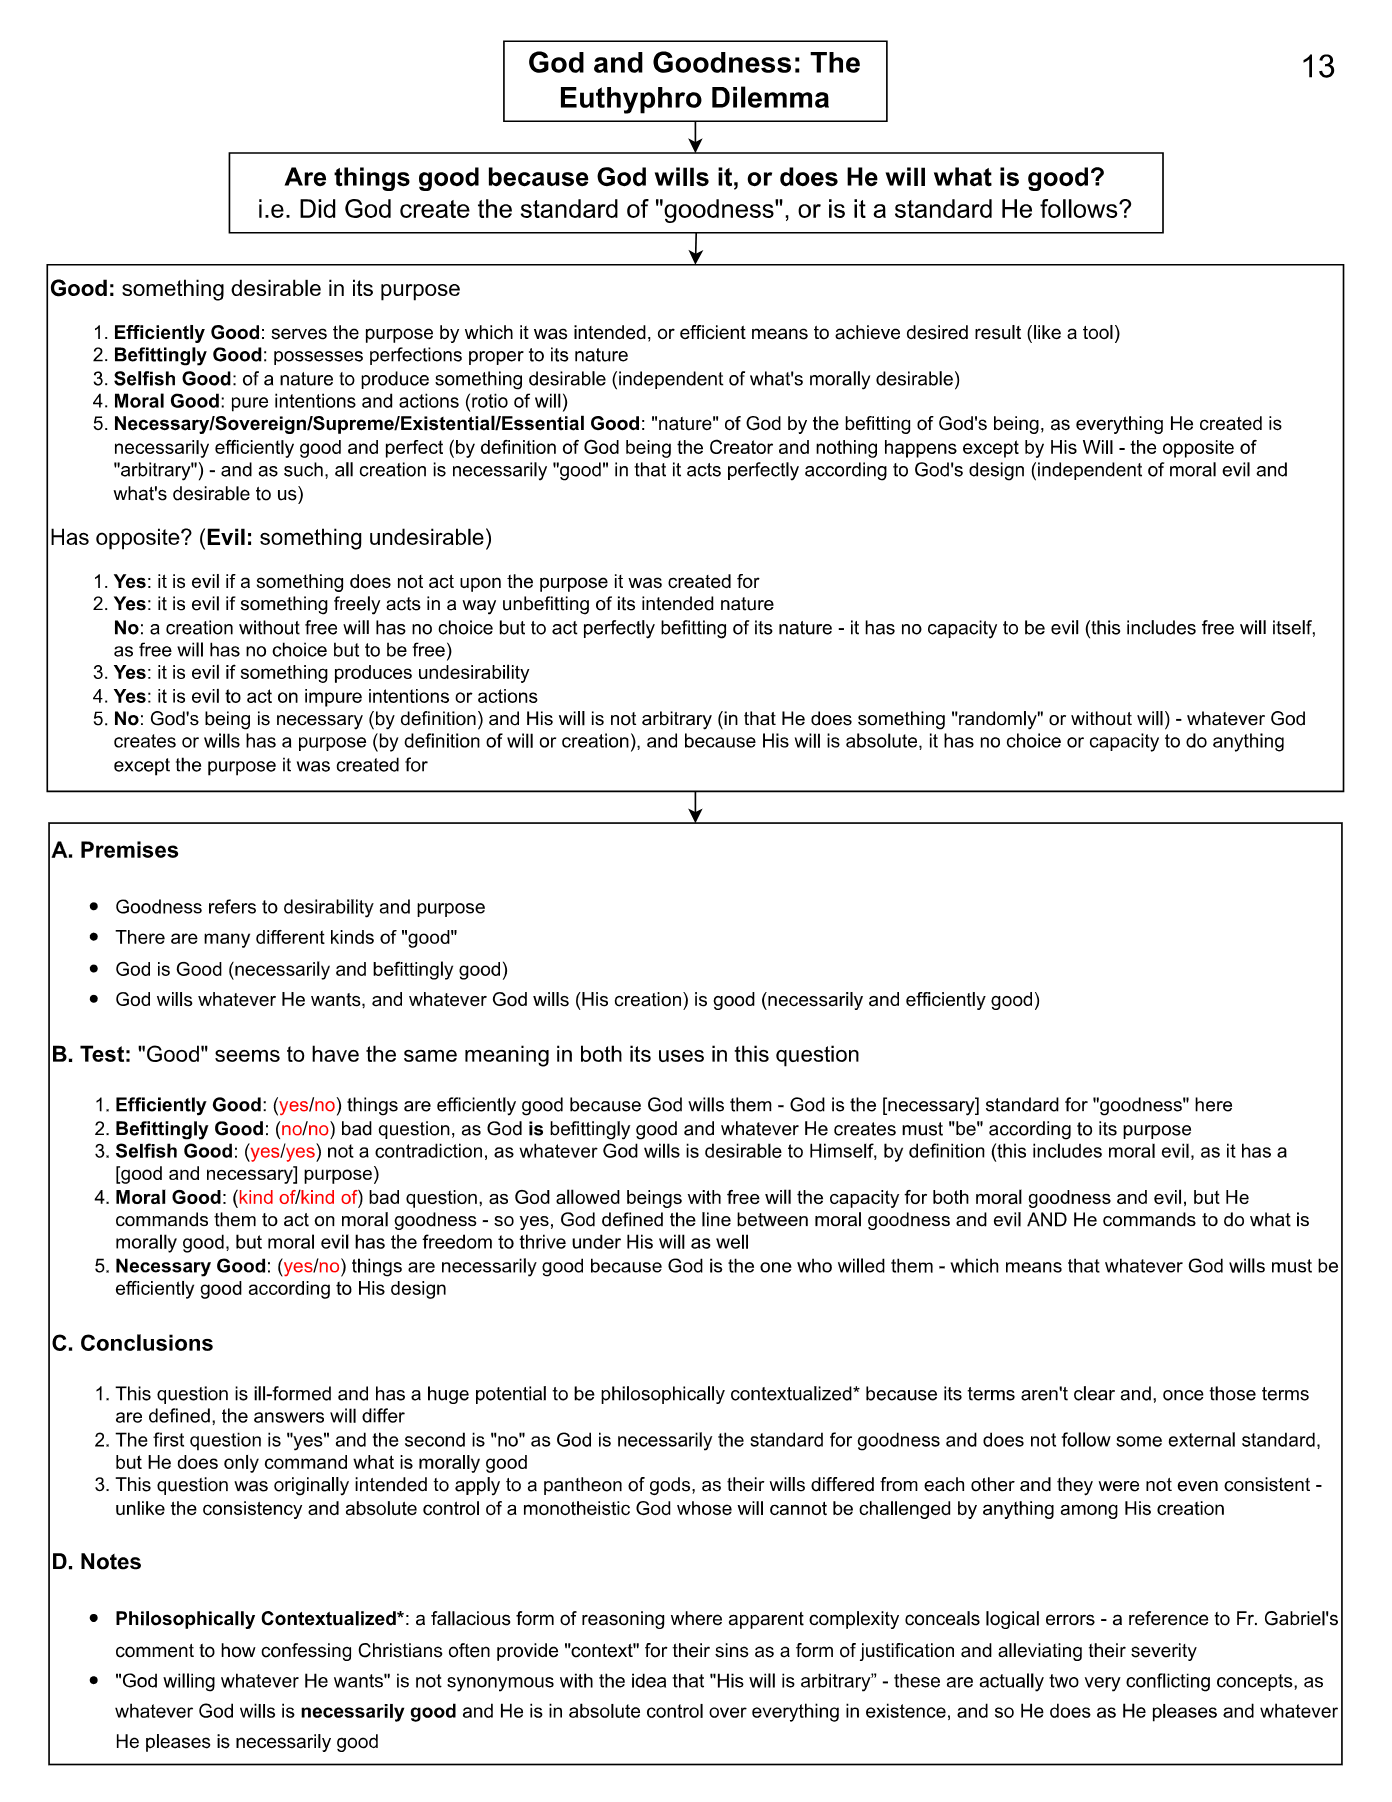 God and Goodness: The
Euthyphro Dilemma
13
Are things good because God wills it, or does He will what is good?
i.e. Did God create the standard of "goodness", or is it a standard He follows?
Good: something desirable in its purpose
1. Efficiently Good: serves the purpose by which it was intended, or efficient means to achieve desired result (like a tool)
2. Befittingly Good: possesses perfections proper to its nature
3. Selfish Good: of a nature to produce something desirable (independent of what's morally desirable)
4. Moral Good: pure intentions and actions (rotio of will)
5. Necessary/Sovereign/Supreme/Existential/Essential Good: "nature" of God by the befitting of God's being, as everything He created is
necessarily efficiently good and perfect (by definition of God being the Creator and nothing happens except by His Will - the opposite of
"arbitrary") - and as such, all creation is necessarily "good" in that it acts perfectly according to God's design (independent of moral evil and
what's desirable to us)
Has opposite? (Evil: something undesirable)
1. Yes: it is evil if a something does not act upon the purpose it was created for
2. Yes: it is evil if something freely acts in a way unbefitting of its intended nature
No: a creation without free will has no choice but to act perfectly befitting of its nature - it has no capacity to be evil (this includes free will itself,
as free will has no choice but to be free)
3. Yes: it is evil if something produces undesirability
4. Yes: it is evil to act on impure intentions or actions
5. No: God's being is necessary (by definition) and His will is not arbitrary (in that He does something "randomly" or without will) - whatever God
creates or wills has a purpose (by definition of will or creation), and because His will is absolute, it has no choice or capacity to do anything
except the purpose it was created for
A. Premises
• Goodness refers to desirability and purpose
• There are many different kinds of "good"
• God is Good (necessarily and befittingly good)
• God wills whatever He wants, and whatever God wills (His creation) is good (necessarily and efficiently good)
B. Test: "Good" seems to have the same meaning in both its uses in this question
1. Efficiently Good: (yes/no) things are efficiently good because God wills them - God is the [necessary] standard for "goodness" here
2. Befittingly Good: (no/no) bad question, as God is befittingly good and whatever He creates must "be" according to its purpose
3. Selfish Good: (yes/yes) not a contradiction, as whatever God wills is desirable to Himself, by definition (this includes moral evil, as it has a
[good and necessary] purpose)
4. Moral Good: (kind of/kind of) bad question, as God allowed beings with free will the capacity for both moral goodness and evil, but He
commands them to act on moral goodness - so yes, God defined the line between moral goodness and evil AND He commands to do what is
morally good, but moral evil has the freedom to thrive under His will as well
5. Necessary Good: (yes/no) things are necessarily good because God is the one who willed them - which means that whatever God wills must be
efficiently good according to His design
C. Conclusions
1. This question is ill-formed and has a huge potential to be philosophically contextualized* because its terms aren't clear and, once those terms
are defined, the answers will differ
2. The first question is "yes" and the second is "no" as God is necessarily the standard for goodness and does not follow some external standard,
but He does only command what is morally good
3. This question was originally intended to apply to a pantheon of gods, as their wills differed from each other and they were not even consistent -
unlike the consistency and absolute control of a monotheistic God whose will cannot be challenged by anything among His creation
D. Notes
• Philosophically Contextualized*: a fallacious form of reasoning where apparent complexity conceals logical errors - a reference to Fr. Gabriel's
comment to how confessing Christians often provide "context" for their sins as a form of justification and alleviating their severity
• "God willing whatever He wants" is not synonymous with the idea that "His will is arbitrary” - these are actually two very conflicting concepts, as
whatever God wills is necessarily good and He is in absolute control over everything in existence, and so He does as He pleases and whatever
He pleases is necessarily good